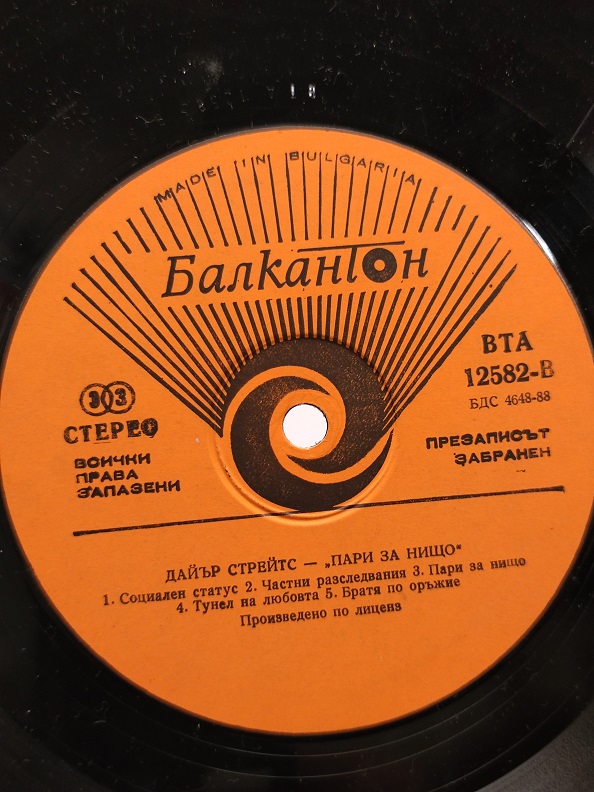 MADE IN BULGARIA
Балкантон
33
СТЕРЕО
ВСИЧКИ
ПРАВА
ЗАПАЗЕНИ
ВТА
12582-В
БДС 4648-88
ПРЕЗАПИСЪТ
ЗАБРАНЕН
ДАЙЪР СТРЕЙТС — „ПАРИ ЗА НИЩО“
1. Социален статус 2. Частни разследвания 3. Пари за нищо
4. Тунел на любовта 5. Братя по оръжие
Произведено по лиценз